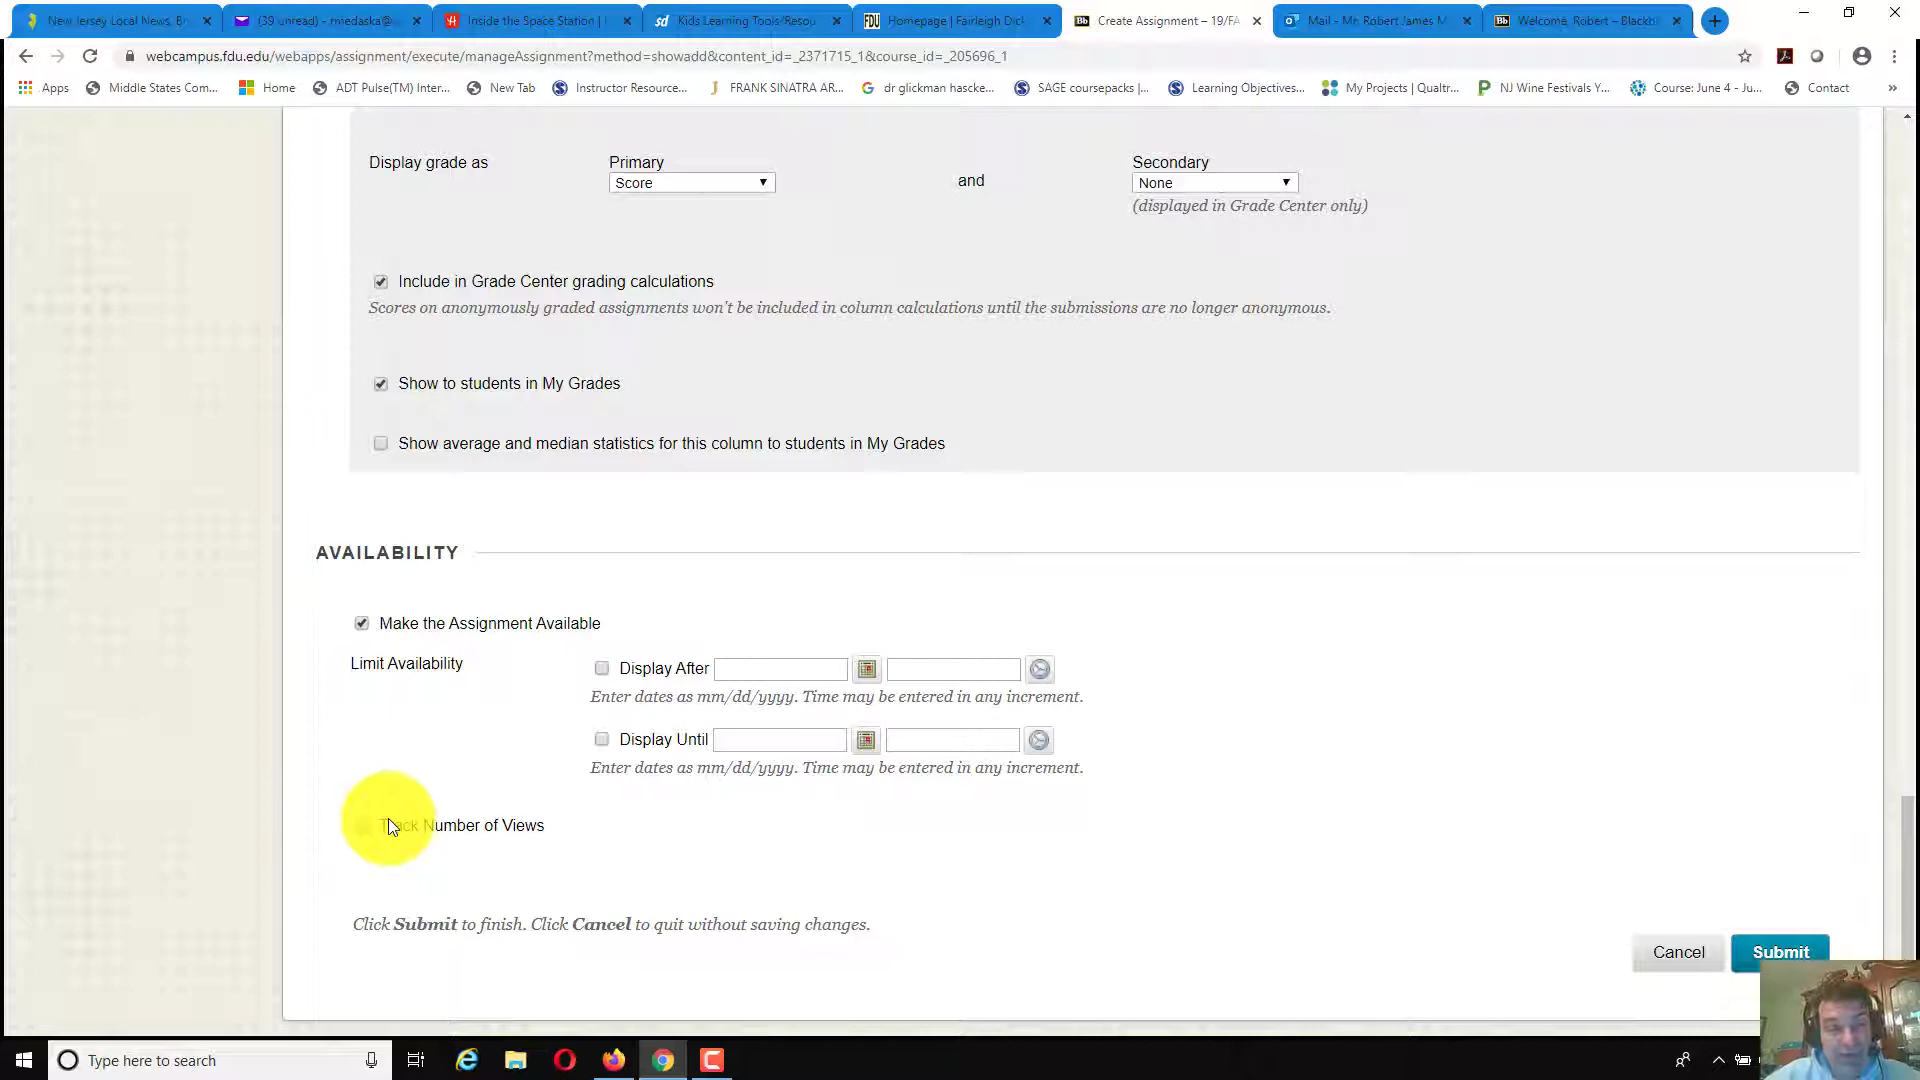 New Jersey Local News, Br
(39 unread) - rmedaska@
Inside the Space Station |
Kids Learning Tools/Resou
FDU Homepage | Fairleigh Dick
Bb Create Assignment – 19/FA
Mail - Mr. Robert James M
Bb Welcome, Robert – Blackb
webcampus.fdu.edu/webapps/assignment/execute/manageAssignment?method=showadd&content_id=_2371715_1&course_id=_205696_1
Apps Middle States Com... Home ADT Pulse(TM) Inter... New Tab Instructor Resource... FRANK SINATRA AR... dr glickman hascke... SAGE coursepacks |... Learning Objectives... My Projects | Qualtr... NJ Wine Festivals Y... Course: June 4 - Ju... Contact »
Display grade as
Primary
Score
and
Secondary
None
(displayed in Grade Center only)
Include in Grade Center grading calculations
Scores on anonymously graded assignments won't be included in column calculations until the submissions are no longer anonymous.
Show to students in My Grades
Show average and median statistics for this column to students in My Grades
AVAILABILITY
Make the Assignment Available
Limit Availability
Display After
Enter dates as mm/dd/yyyy. Time may be entered in any increment.
Display Until
Enter dates as mm/dd/yyyy. Time may be entered in any increment.
Track Number of Views
Click Submit to finish. Click Cancel to quit without saving changes.
Cancel
Submit
Type here to search